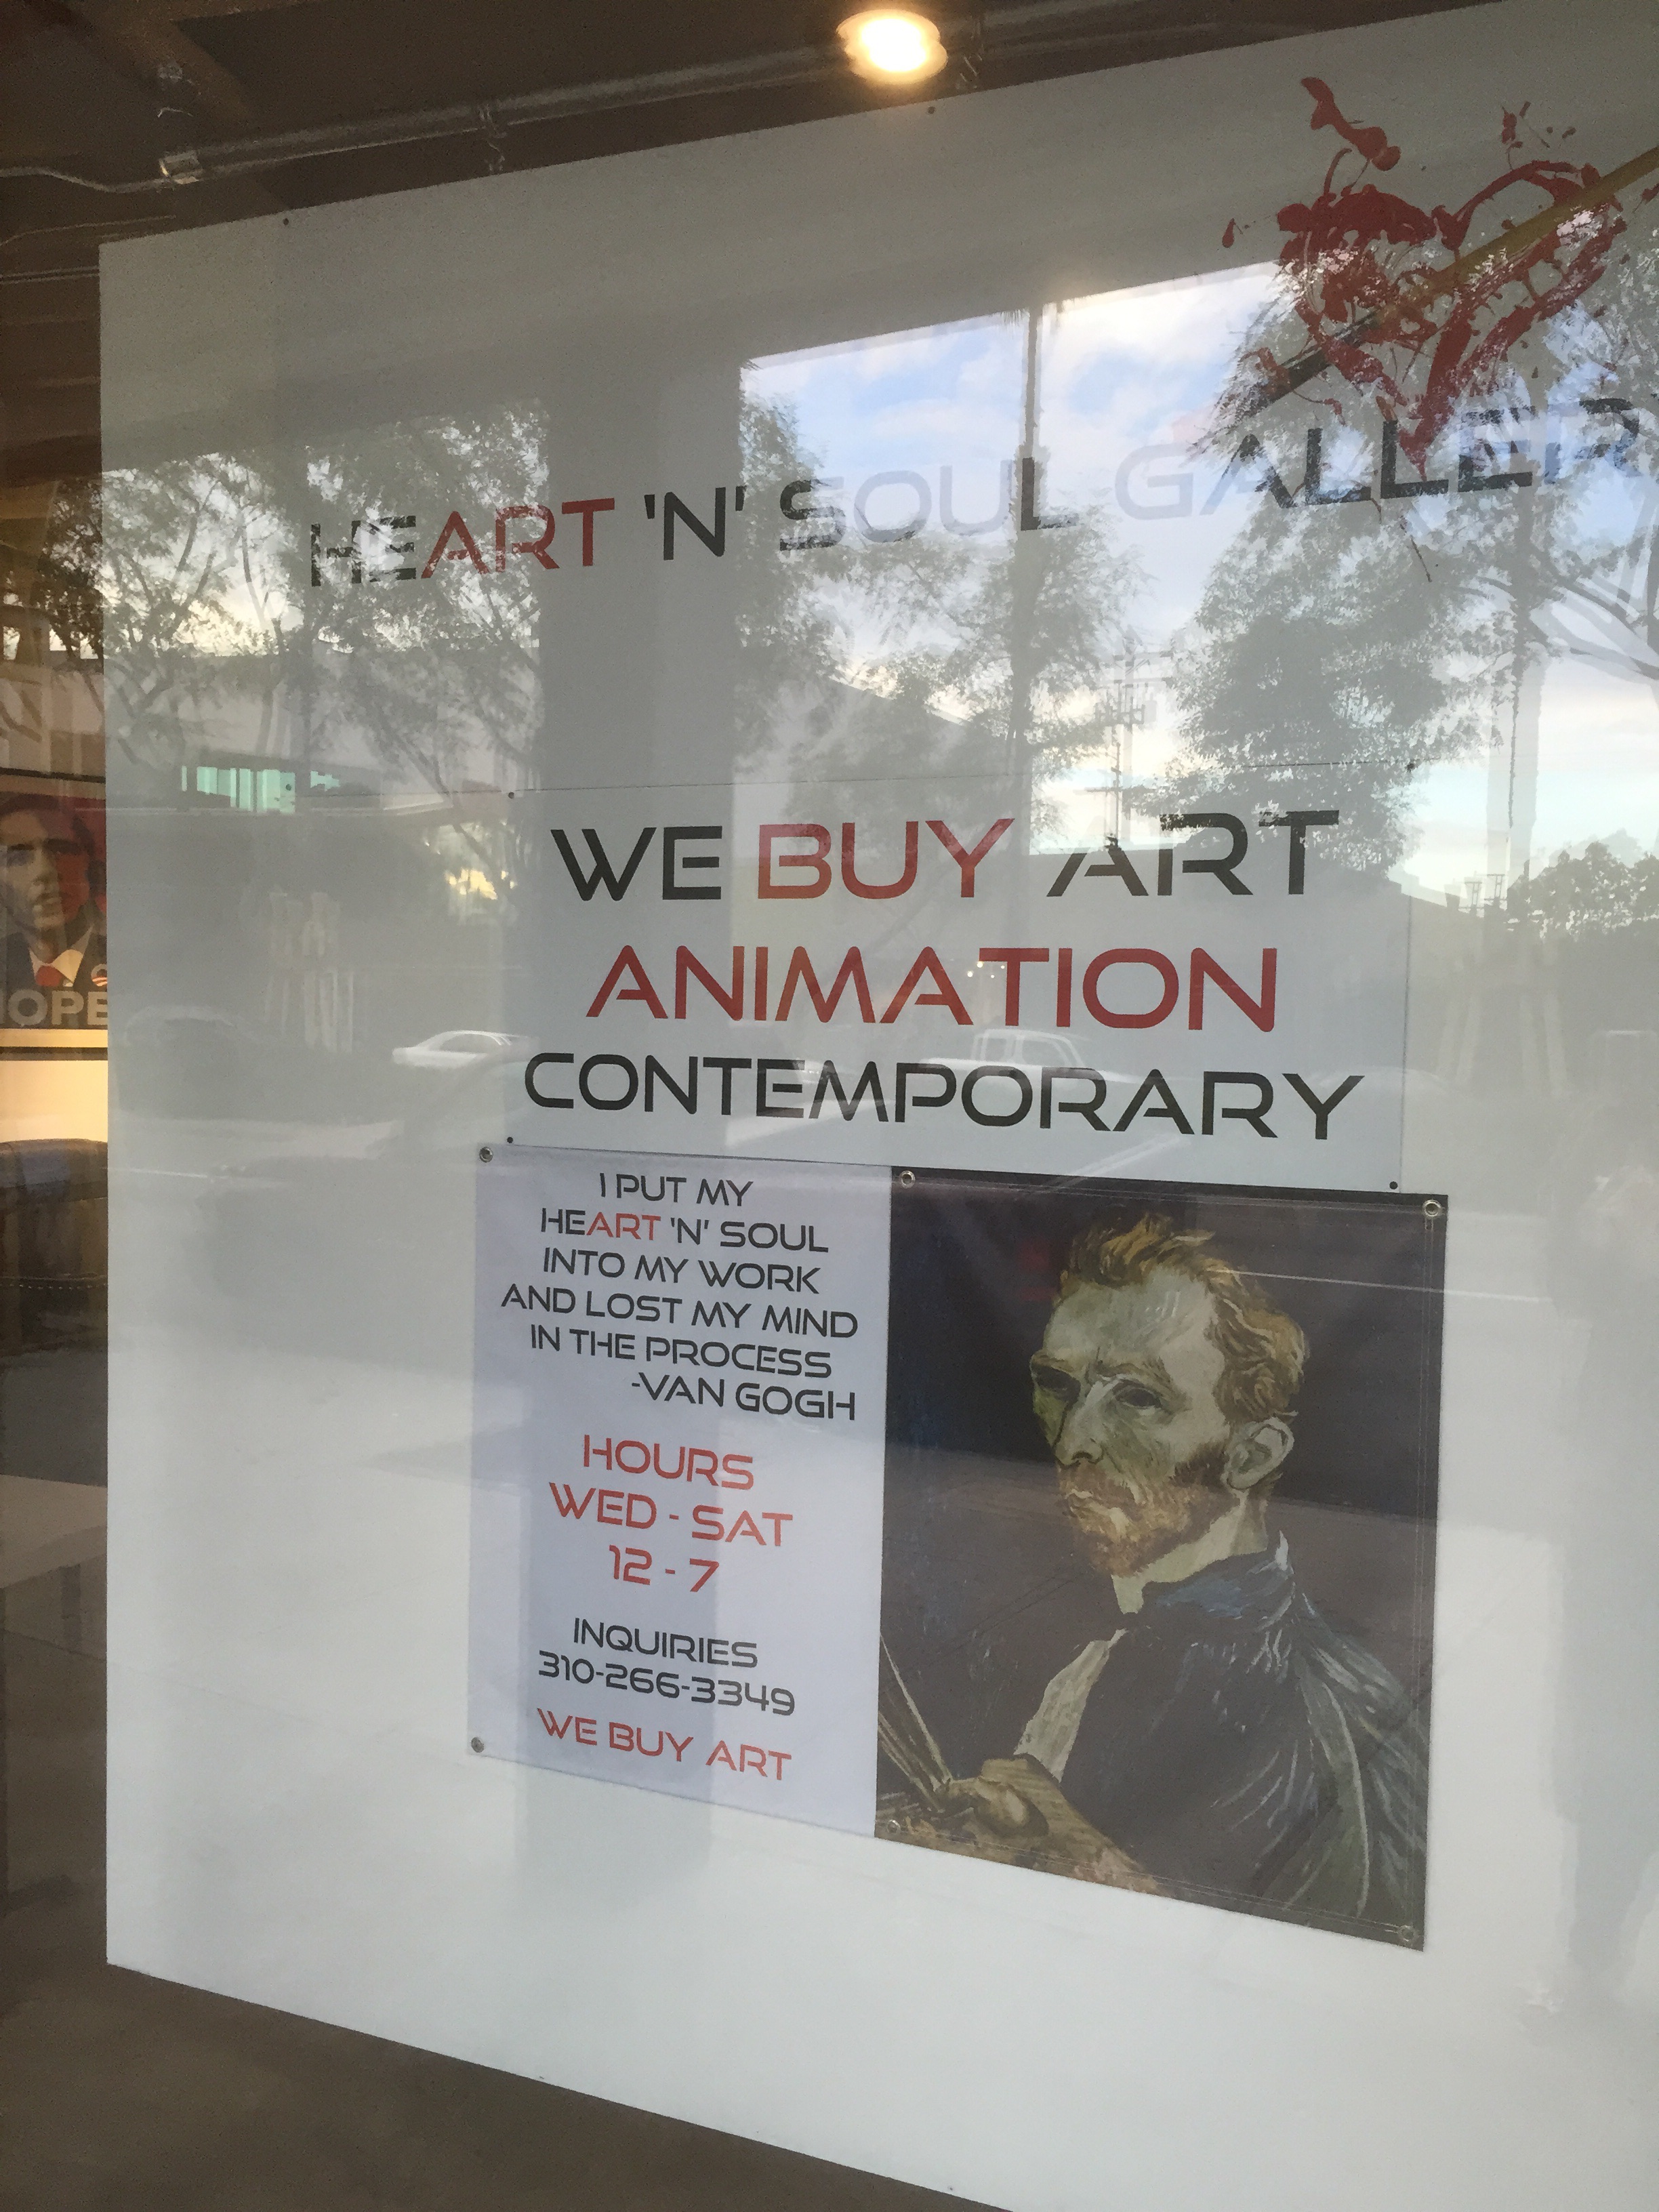 HEART 'N' SOUL GALLER
WE BUY ART
ANIMATION
CONTEMPORARY
I PUT MY
HEART 'N' SOUL
INTO MY WORK
AND LOST MY MIND
IN THE PROCESS
-VAN GOGH
HOURS
WED - SAT
12 - 7
INQUIRIES
310-266-3349
WE BUY ART
HOPE